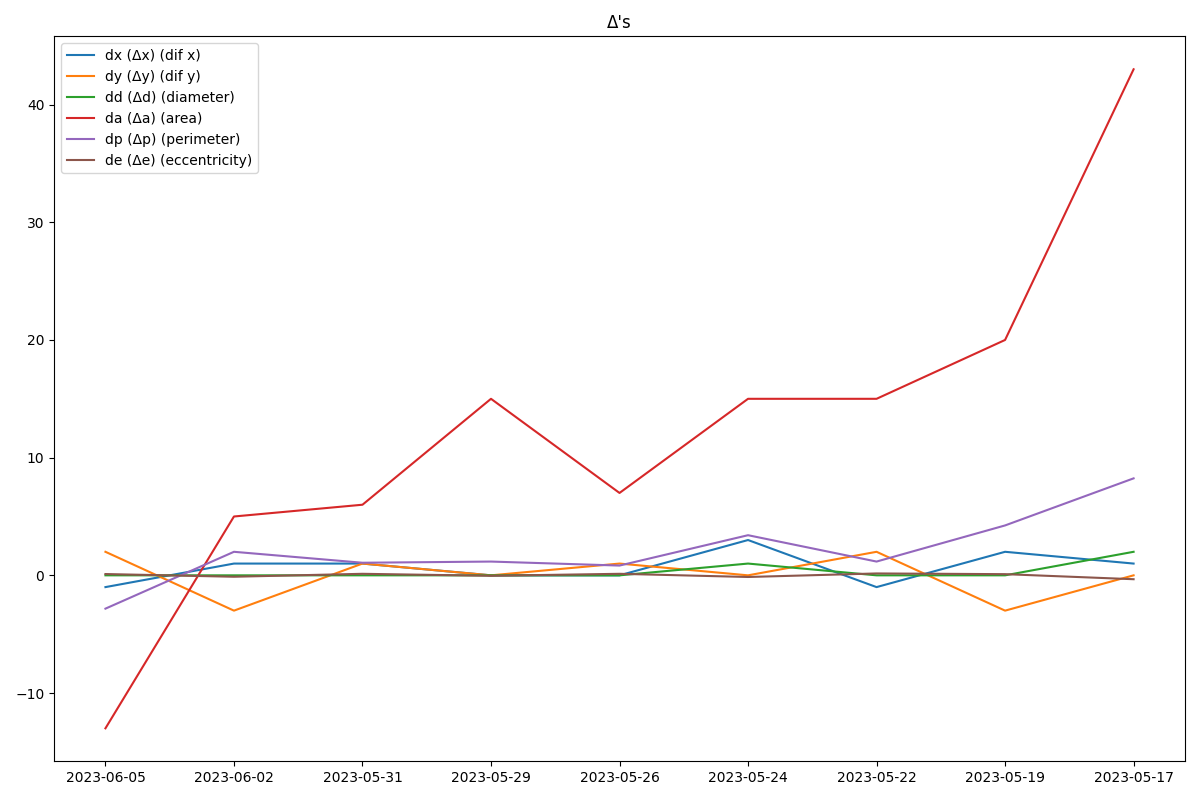 Δ's
dx (Δx) (dif x)
dy (Δy) (dif y)
dd (Δd) (diameter)
da (Δa) (area)
dp (Δp) (perimeter)
de (Δe) (eccentricity)
40
30
20
10
0
−10
2023-06-05 2023-06-02 2023-05-31 2023-05-29 2023-05-26 2023-05-24 2023-05-22 2023-05-19 2023-05-17